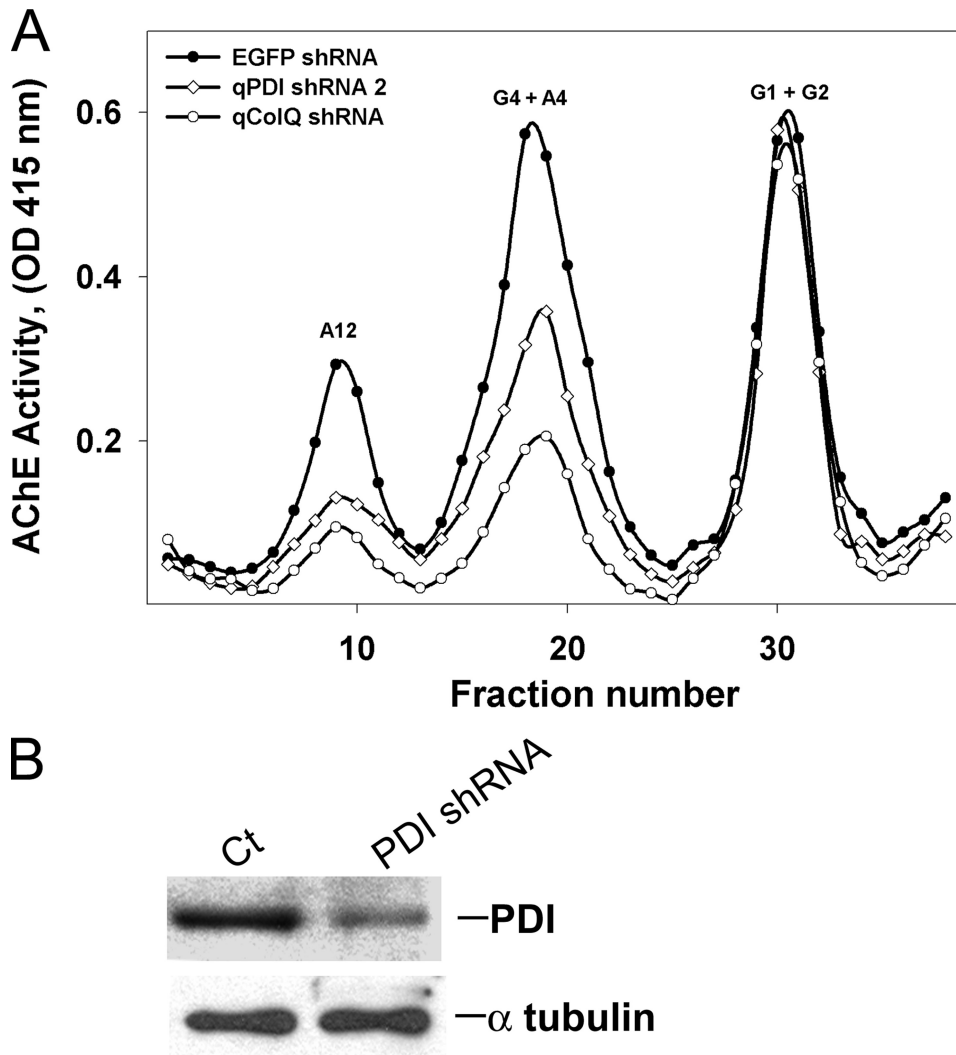 A
EGFP shRNA
qPDI shRNA 2
qColQ shRNA
G4 + A4
G1 + G2
A12
AChE Activity, (OD 415 nm)
0.6
0.4
0.2
10 20 30
Fraction number
B
Ct
PDI shRNA
PDI
α tubulin